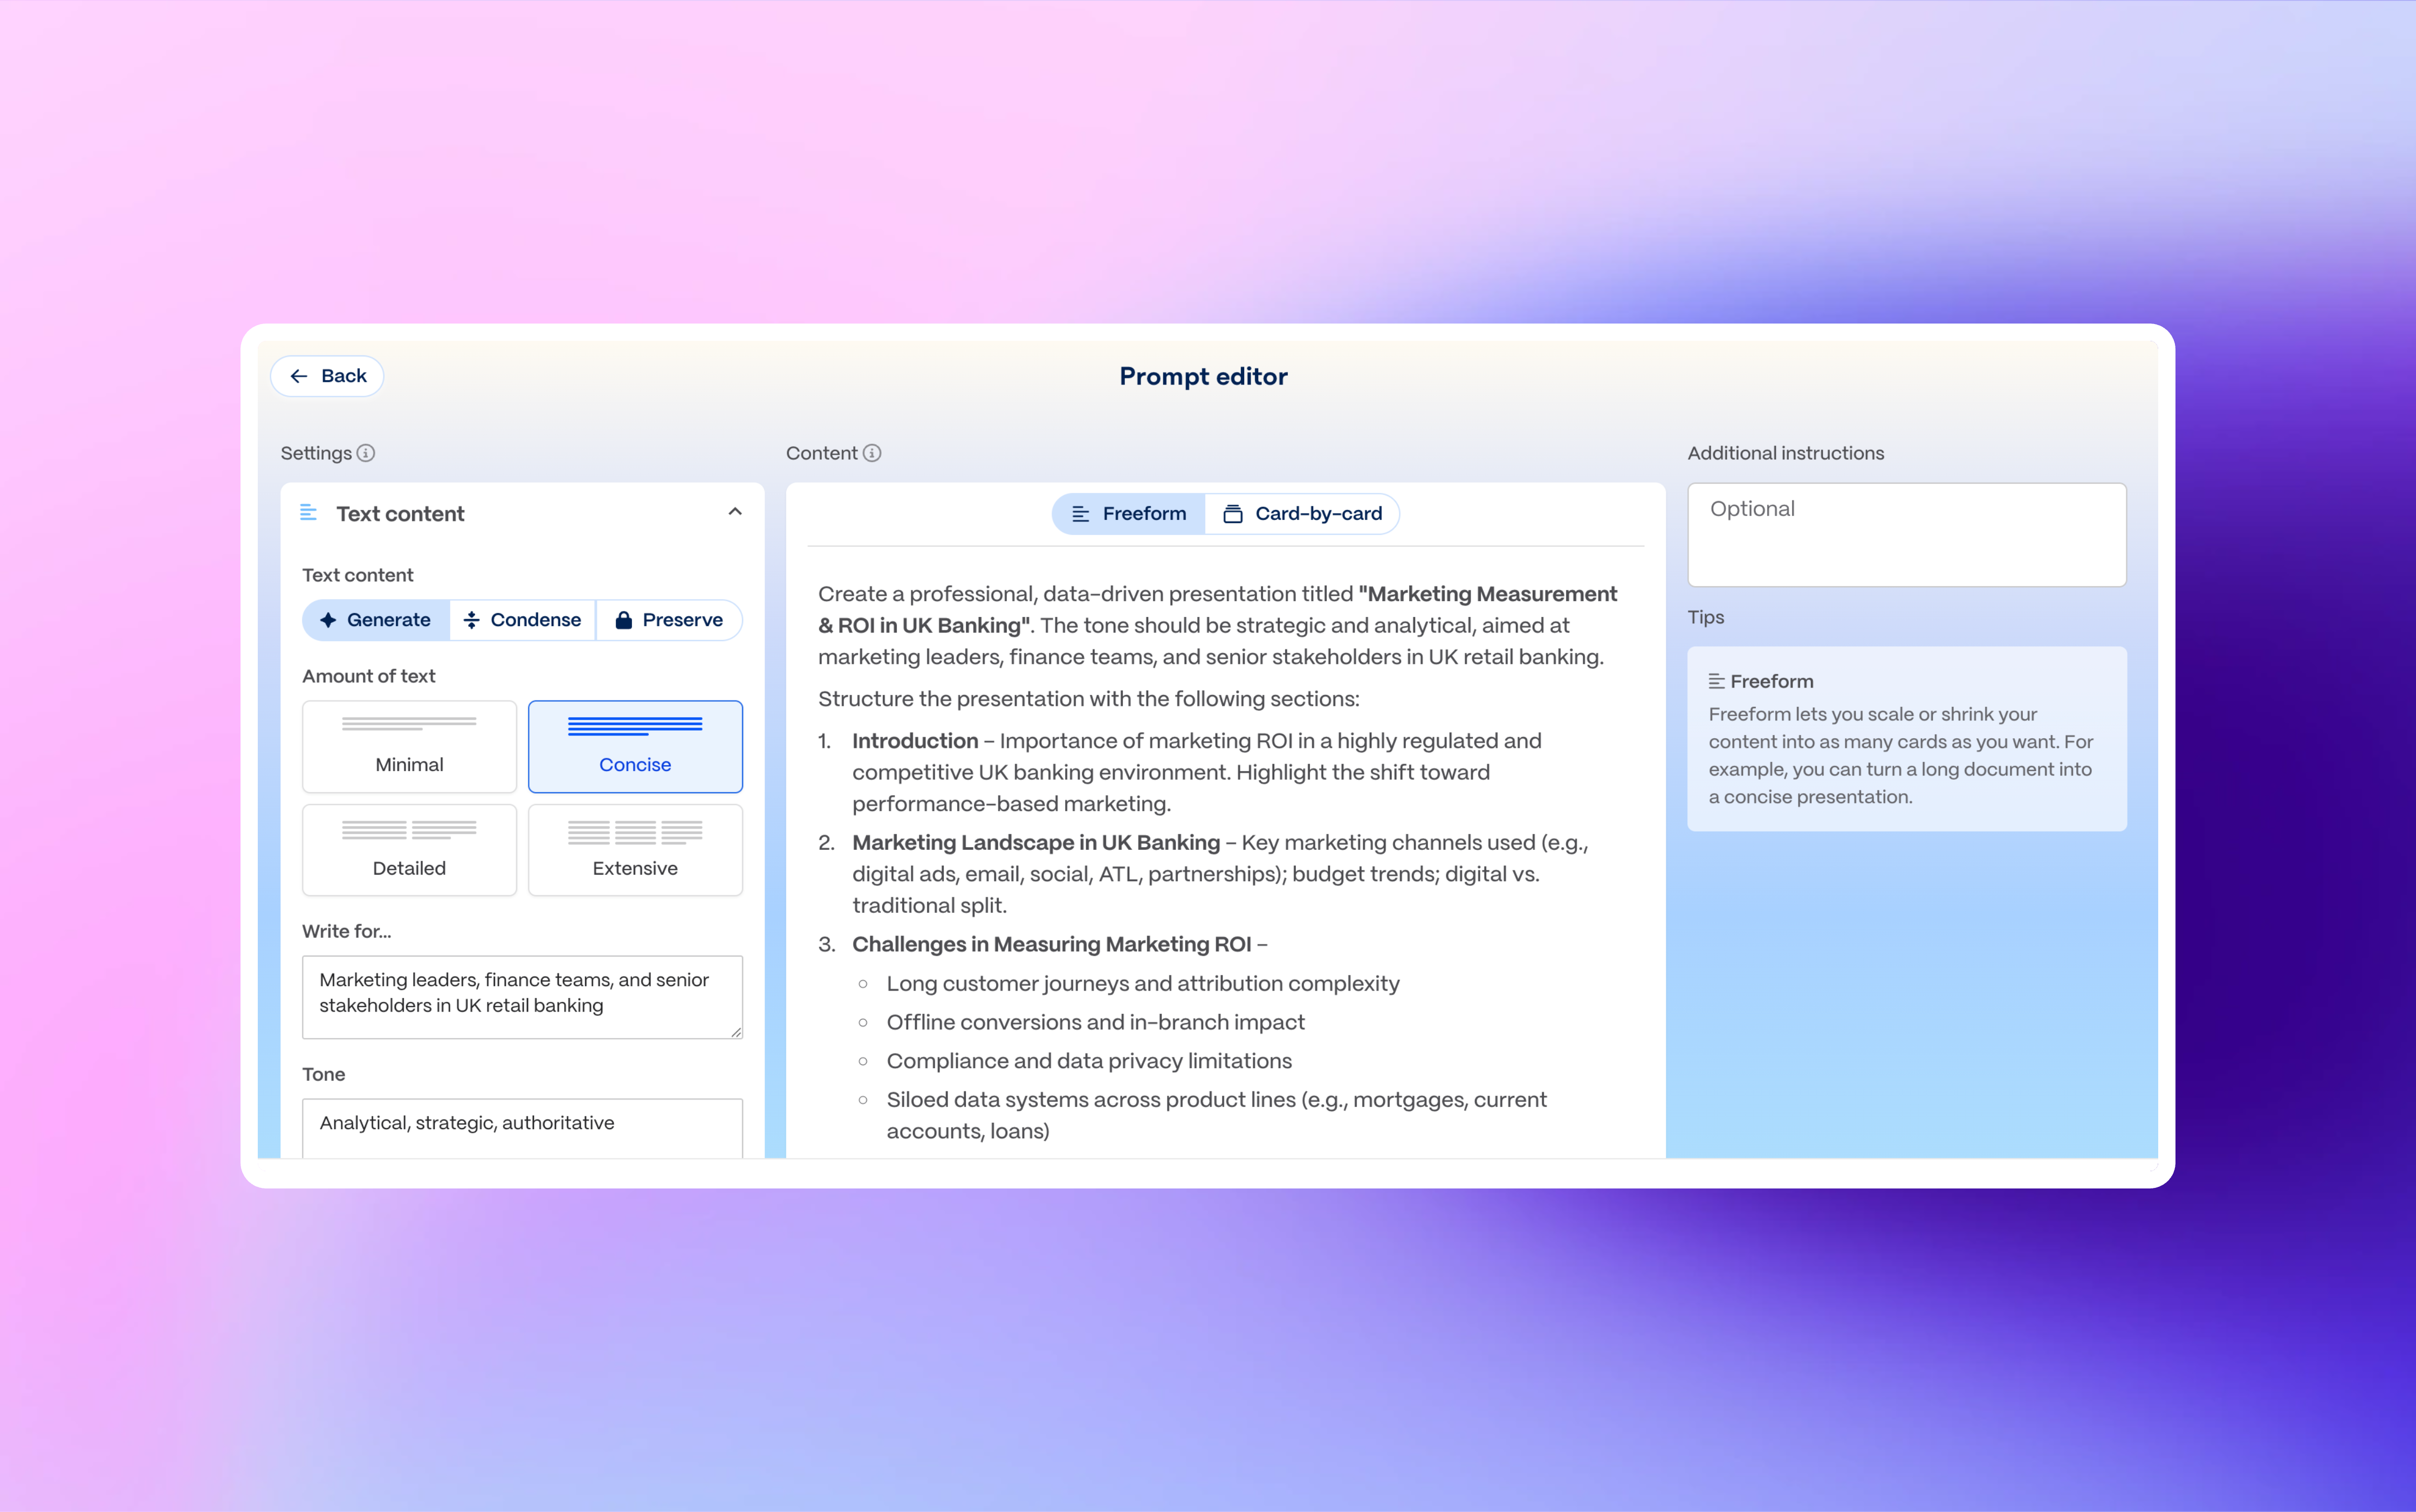 Back
Prompt editor
Settings
Text content
Text content
Generate
Condense
Preserve
Amount of text
Minimal
Concise
Detailed
Extensive
Write for...
Marketing leaders, finance teams, and senior
stakeholders in UK retail banking
Tone
Analytical, strategic, authoritative
Content
Freeform
Card-by-card
Create a professional, data-driven presentation titled "Marketing Measurement
& ROI in UK Banking". The tone should be strategic and analytical, aimed at
marketing leaders, finance teams, and senior stakeholders in UK retail banking.
Structure the presentation with the following sections:
1. Introduction – Importance of marketing ROI in a highly regulated and
competitive UK banking environment. Highlight the shift toward
performance-based marketing.
2. Marketing Landscape in UK Banking – Key marketing channels used (e.g.,
digital ads, email, social, ATL, partnerships); budget trends; digital vs.
traditional split.
3. Challenges in Measuring Marketing ROI –
Long customer journeys and attribution complexity
Offline conversions and in-branch impact
Compliance and data privacy limitations
Siloed data systems across product lines (e.g., mortgages, current
accounts, loans)
Additional instructions
Optional
Tips
Freeform
Freeform lets you scale or shrink your
content into as many cards as you want. For
example, you can turn a long document into
a concise presentation.